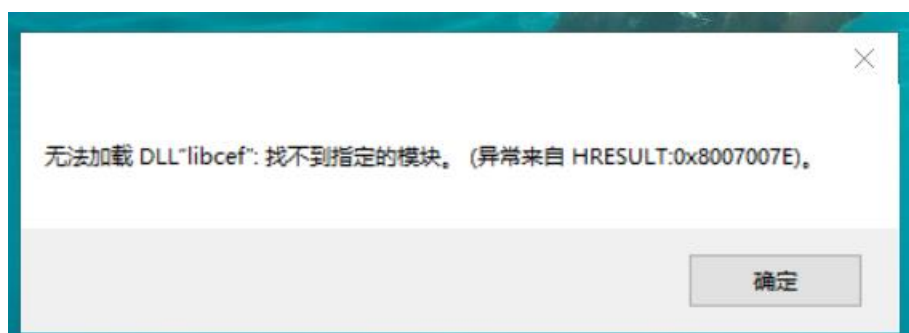 无法加载 DLL"libcef": 找不到指定的模块。 (异常来自 HRESULT:0x8007007E)。
确定